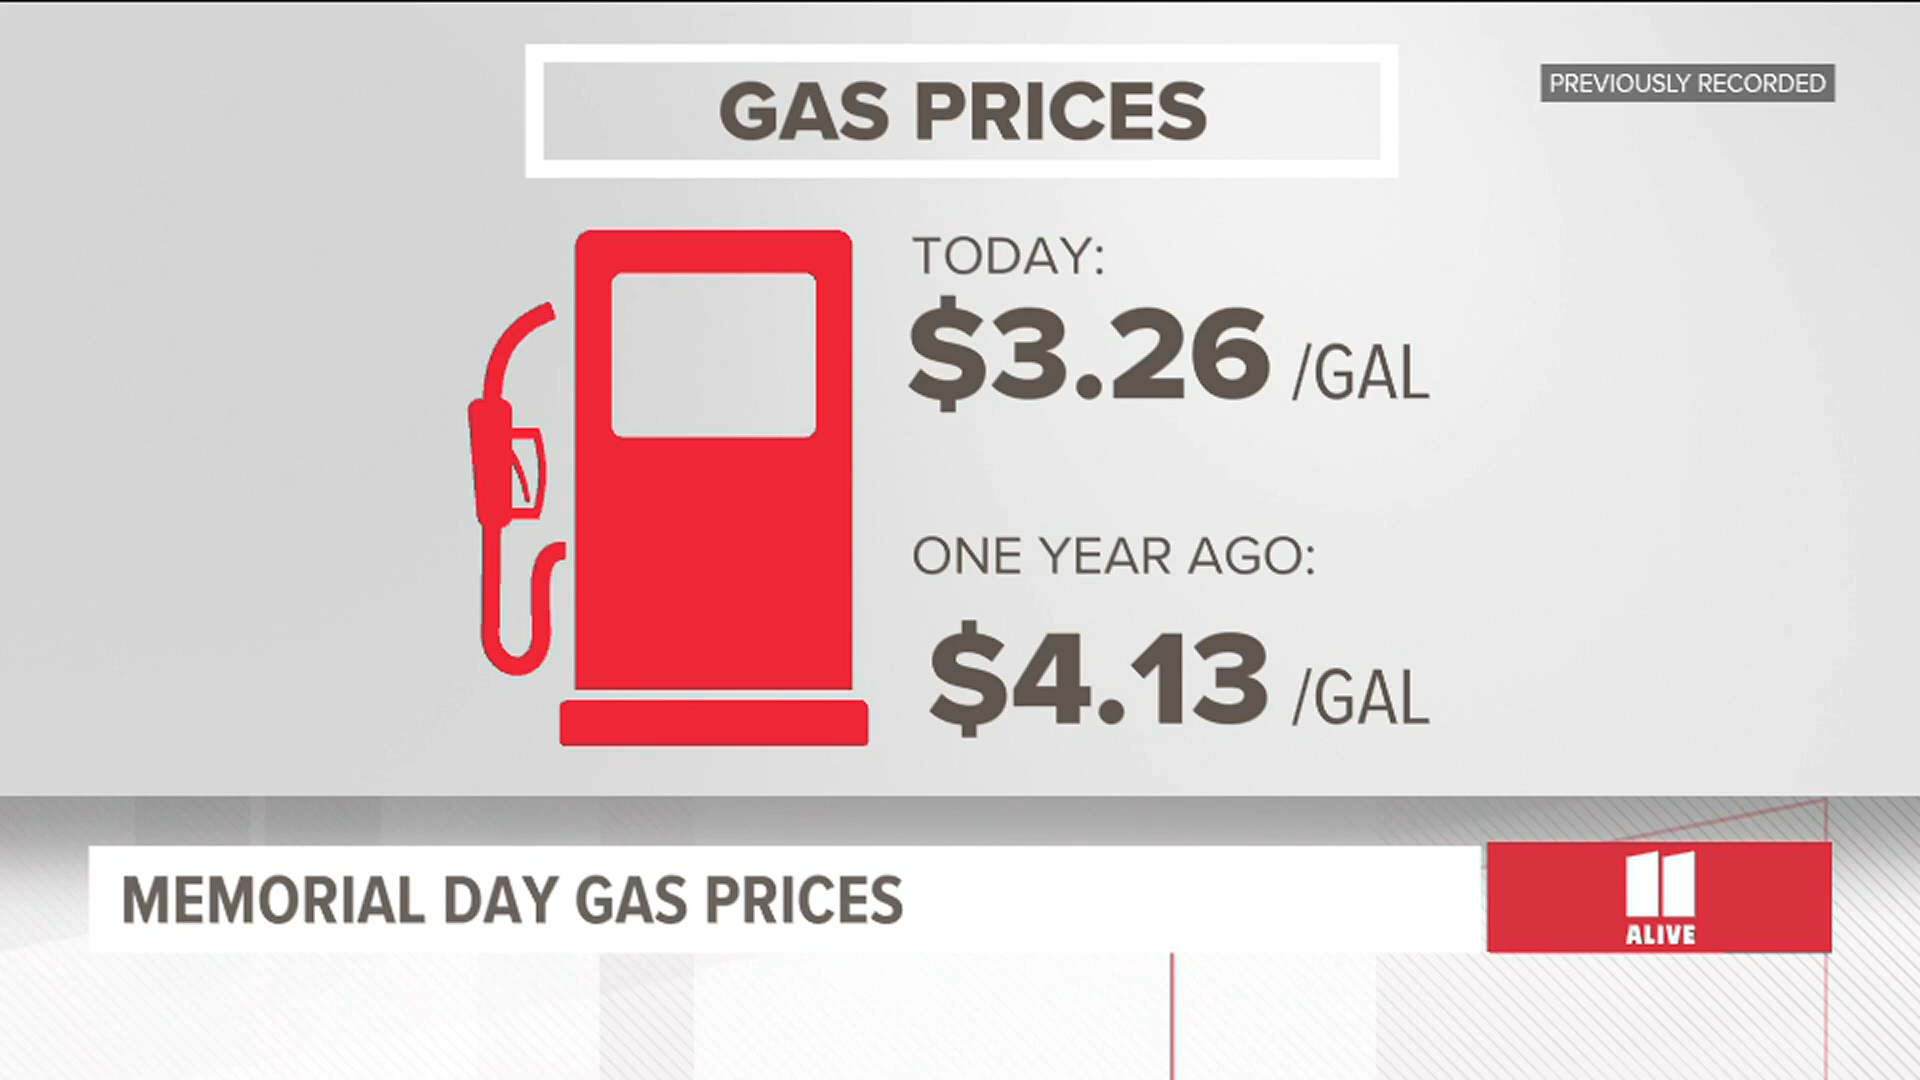 GAS PRICES
PREVIOUSLY RECORDED
TODAY:
$3.26 /GAL
ONE YEAR AGO:
$4.13 /GAL
MEMORIAL DAY GAS PRICES
11
ALIVE